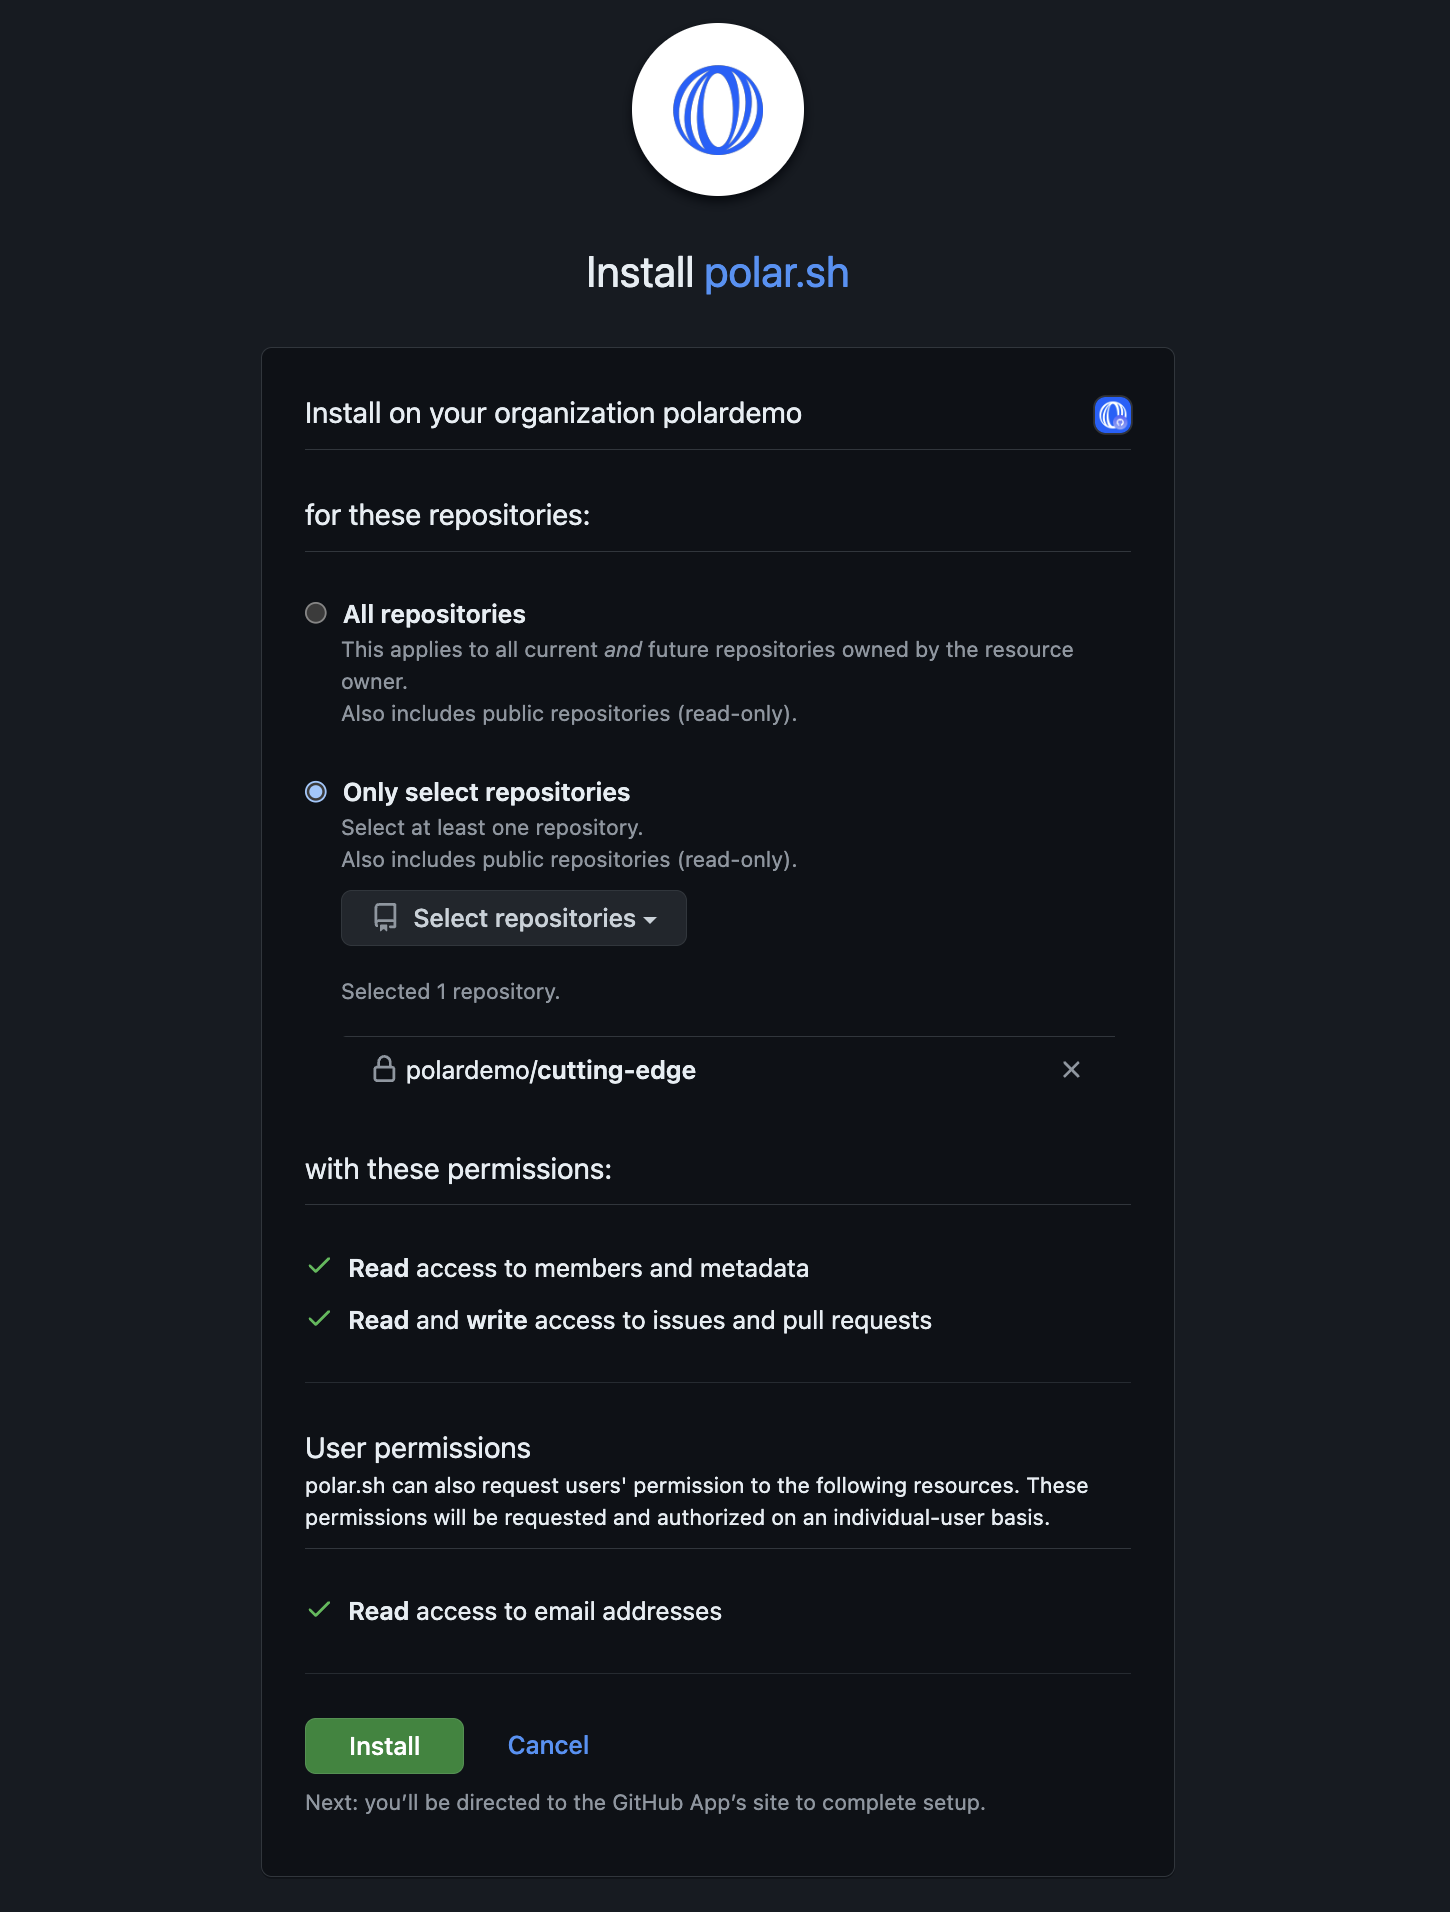 Install polar.sh
Install on your organization polardemo
for these repositories:
All repositories
This applies to all current and future repositories owned by the resource
owner.
Also includes public repositories (read-only).
Only select repositories
Select at least one repository.
Also includes public repositories (read-only).
Select repositories
Selected 1 repository.
polardemo/cutting-edge
with these permissions:
Read access to members and metadata
Read and write access to issues and pull requests
User permissions
polar.sh can also request users' permission to the following resources. These
permissions will be requested and authorized on an individual-user basis.
Read access to email addresses
Install Cancel
Next: you’ll be directed to the GitHub App’s site to complete setup.